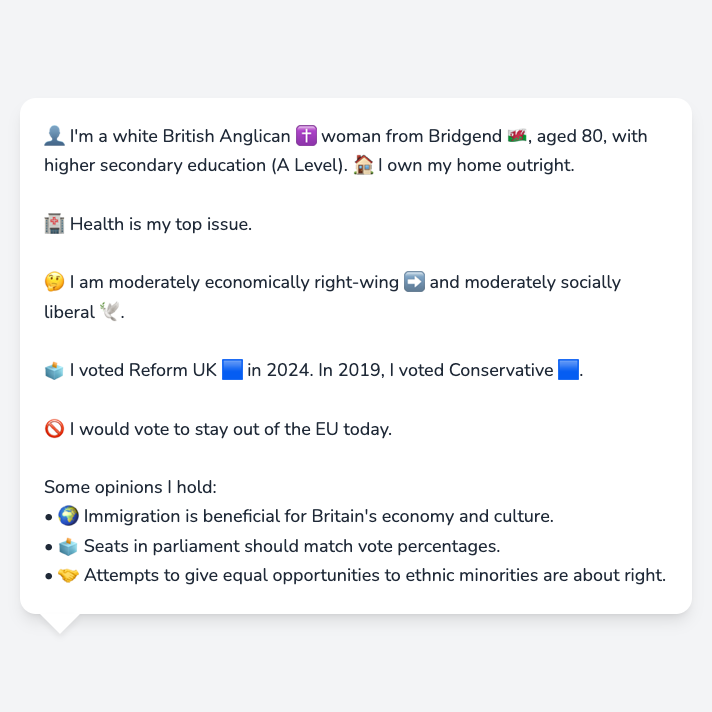 👤 I'm a white British Anglican ✝️ woman from Bridgend 🏴󠁧󠁢󠁷󠁬󠁳󠁿, aged 80, with
higher secondary education (A Level). 🏠 I own my home outright.
🏥 Health is my top issue.
🤔 I am moderately economically right-wing ➡️ and moderately socially
liberal 🕊️.
🗳️ I voted Reform UK 🟦 in 2024. In 2019, I voted Conservative 🟦.
🚫 I would vote to stay out of the EU today.
Some opinions I hold:
• 🌍 Immigration is beneficial for Britain's economy and culture.
• 🗳️ Seats in parliament should match vote percentages.
• 🤝 Attempts to give equal opportunities to ethnic minorities are about right.